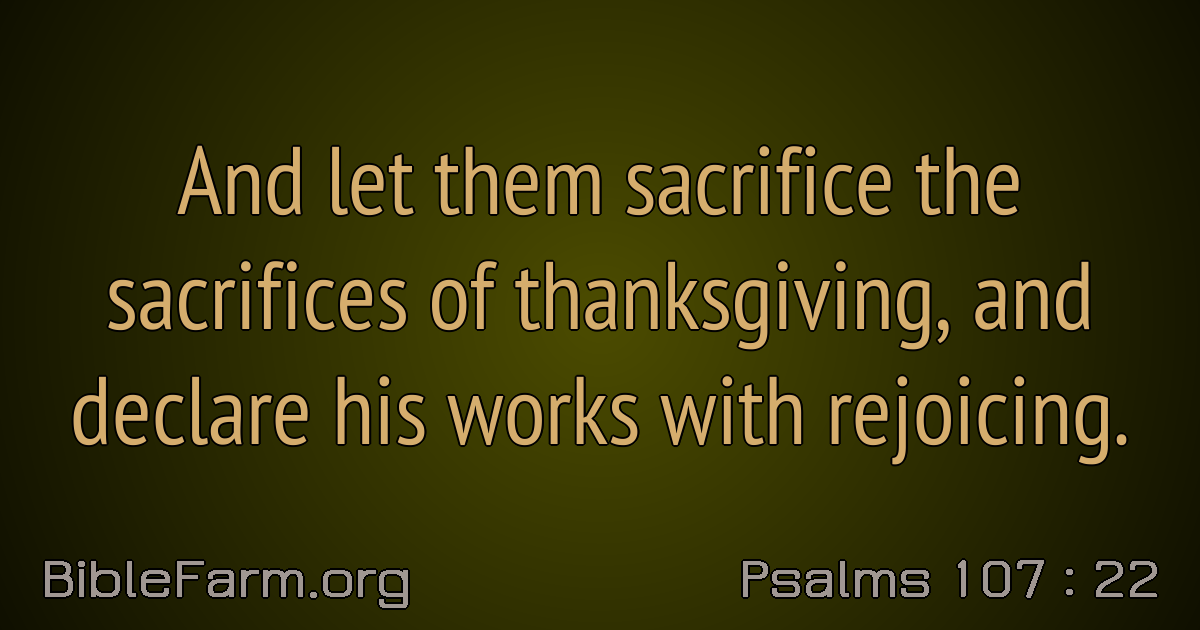 And let them sacrifice the
sacrifices of thanksgiving, and
declare his works with rejoicing.
BibleFarm.org
Psalms 107 : 22